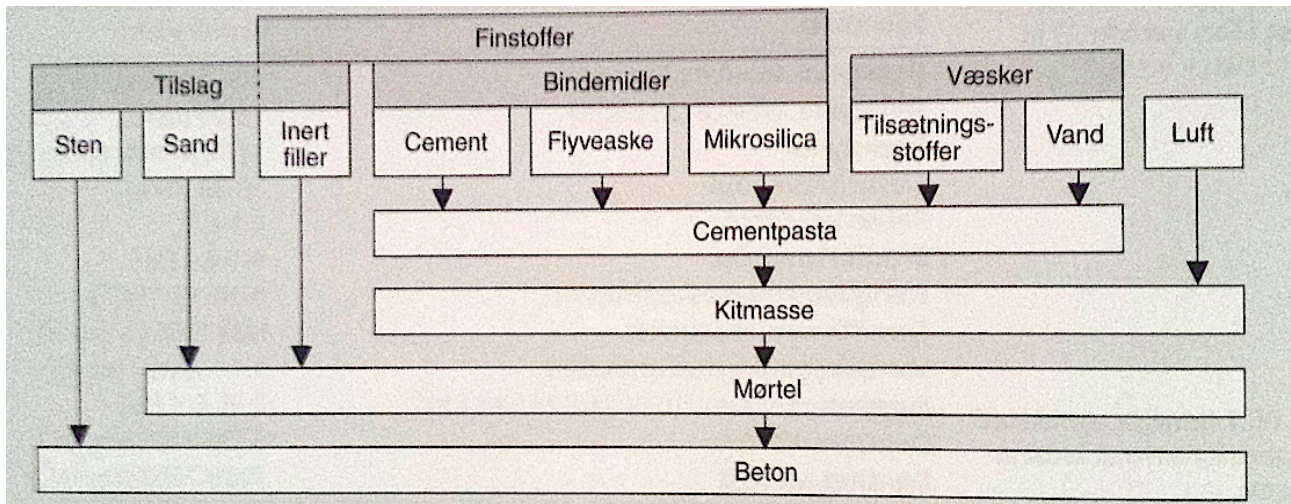 Finstoffer
Tilslag
Bindemidler
Væsker
Sten
Sand
Inert
filler
Cement
Flyveaske
Mikrosilica
Tilsætnings-
stoffer
Vand
Luft
Cementpasta
Kitmasse
Mørtel
Beton